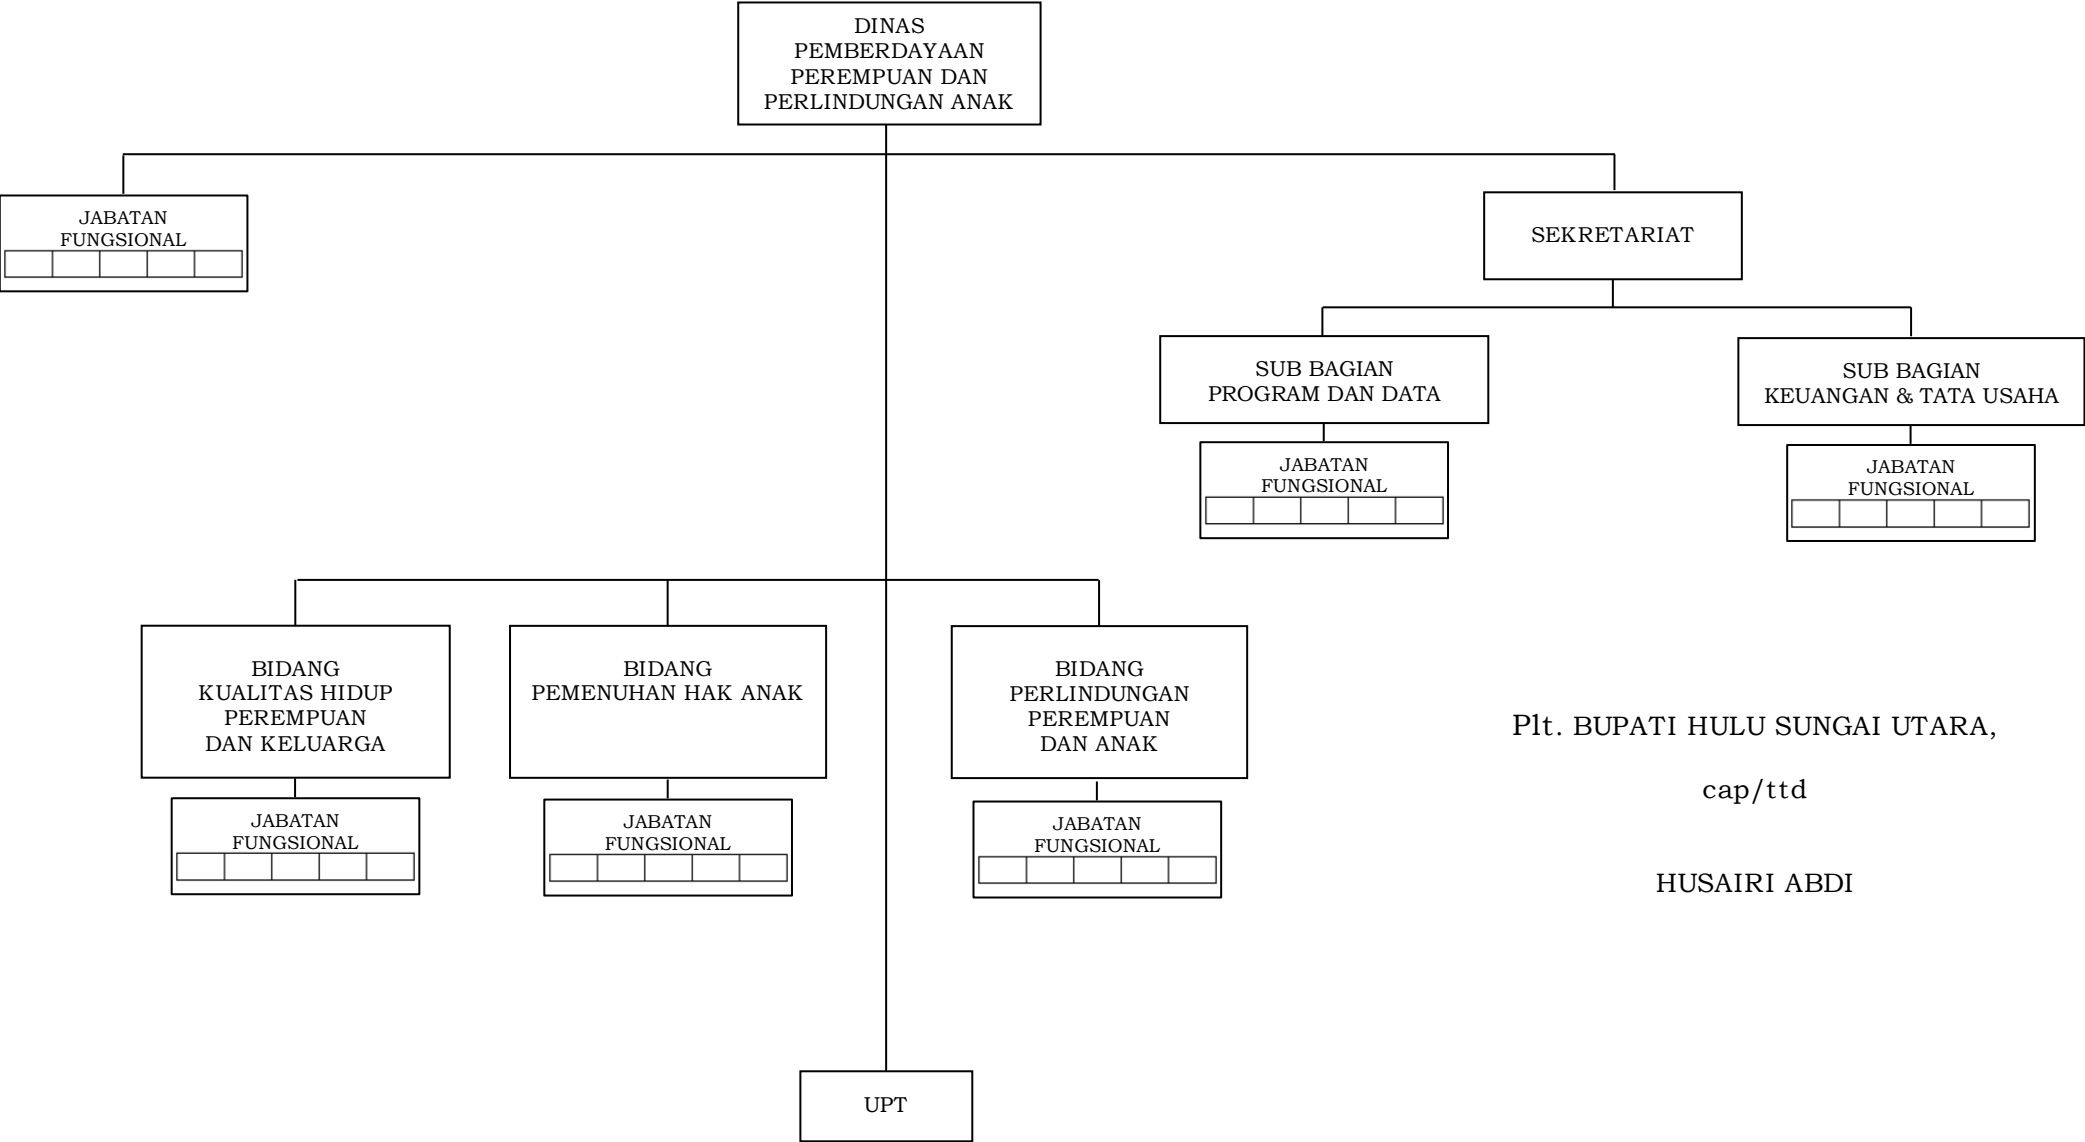 DINAS
PEMBERDAYAAN
PEREMPUAN DAN
PERLINDUNGAN ANAK
JABATAN
FUNGSIONAL
SEKRETARIAT
SUB BAGIAN
PROGRAM DAN DATA
SUB BAGIAN
KEUANGAN & TATA USAHA
JABATAN
FUNGSIONAL
JABATAN
FUNGSIONAL
BIDANG
KUALITAS HIDUP
PEREMPUAN
DAN KELUARGA
BIDANG
PEMENUHAN HAK ANAK
BIDANG
PERLINDUNGAN
PEREMPUAN
DAN ANAK
JABATAN
FUNGSIONAL
JABATAN
FUNGSIONAL
JABATAN
FUNGSIONAL
Plt. BUPATI HULU SUNGAI UTARA,
cap/ttd
HUSAIRI ABDI
UPT